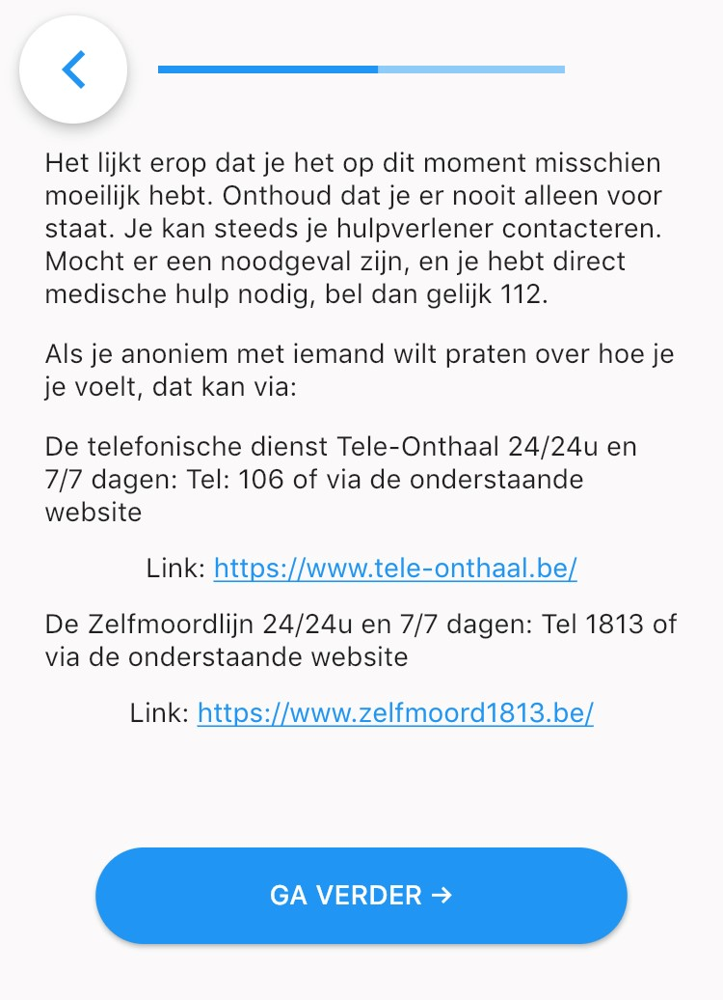 Het lijkt erop dat je het op dit moment misschien
moeilijk hebt. Onthoud dat je er nooit alleen voor
staat. Je kan steeds je hulpverlener contacteren.
Mocht er een noodgeval zijn, en je hebt direct
medische hulp nodig, bel dan gelijk 112.
Als je anoniem met iemand wilt praten over hoe je
je voelt, dat kan via:
De telefonische dienst Tele-Onthaal 24/24u en
7/7 dagen: Tel: 106 of via de onderstaande
website
Link: https://www.tele-onthaal.be/
De Zelfmoordlijn 24/24u en 7/7 dagen: Tel 1813 of
via de onderstaande website
Link: https://www.zelfmoord1813.be/
GA VERDER →